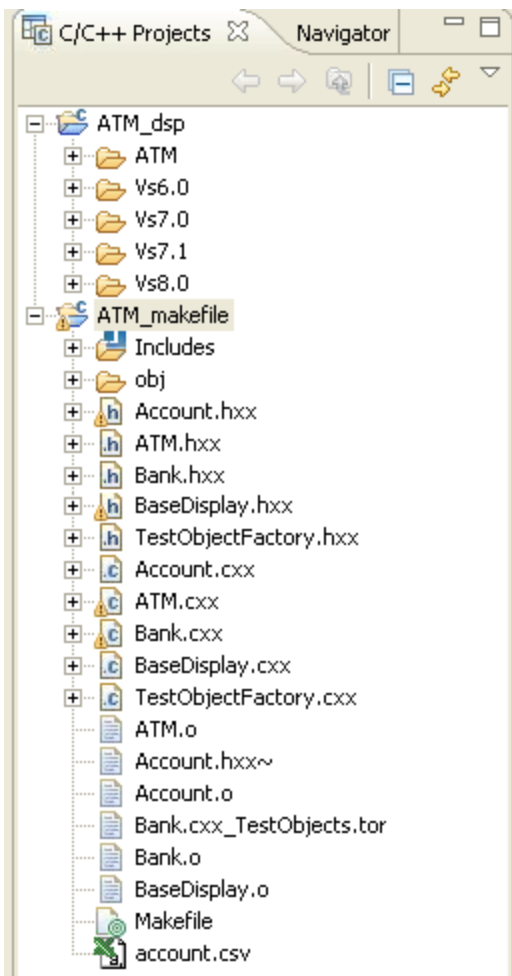 C/C++ Projects Navigator
ATM_dsp
ATM
Vs6.0
Vs7.0
Vs7.1
Vs8.0
ATM_makefile
Includes
obj
Account.hxx
ATM.hxx
Bank.hxx
BaseDisplay.hxx
TestObjectFactory.hxx
Account.cxx
ATM.cxx
Bank.cxx
BaseDisplay.cxx
TestObjectFactory.cxx
ATM.o
Account.hxx~
Account.o
Bank.cxx_TestObjects.tor
Bank.o
BaseDisplay.o
Makefile
account.csv